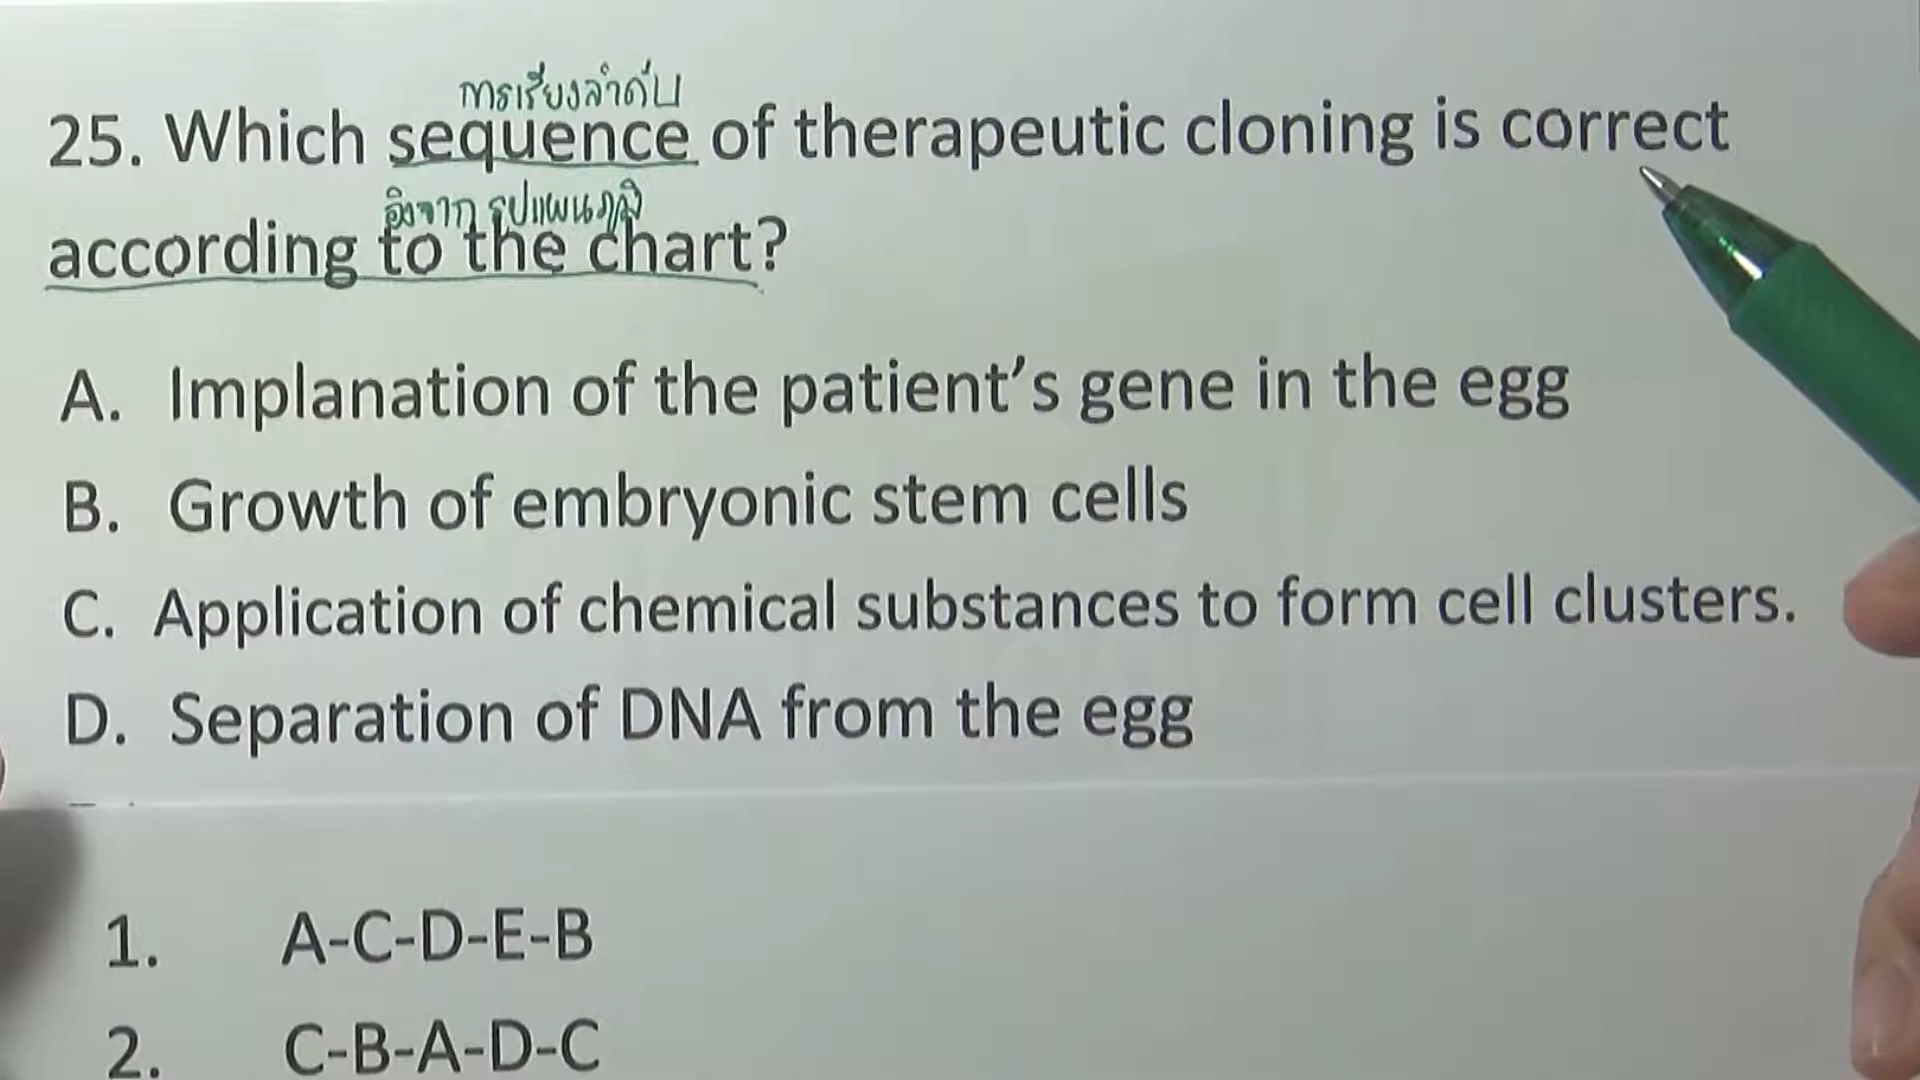 การเรียงลำดับ
25. Which sequence of therapeutic cloning is correct
อิงจาก รูปแผนภูมิ
according to the chart?
A. Implanation of the patient's gene in the egg
B. Growth of embryonic stem cells
C. Application of chemical substances to form cell clusters.
D. Separation of DNA from the egg
1. A-C-D-E-B
2. C-B-A-D-C